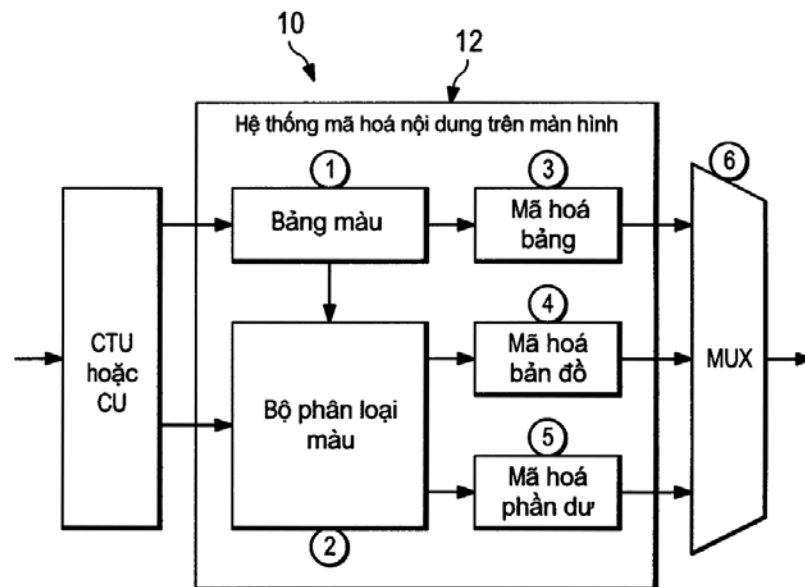 10
12
Hệ thống mã hoá nội dung trên màn hình
1
3
6
Bảng màu
Mã hoá
bảng
CTU
hoặc
CU
4
Bộ phân loại
màu
Mã hoá
bản đồ
MUX
5
Mã hoá
phần dư
2